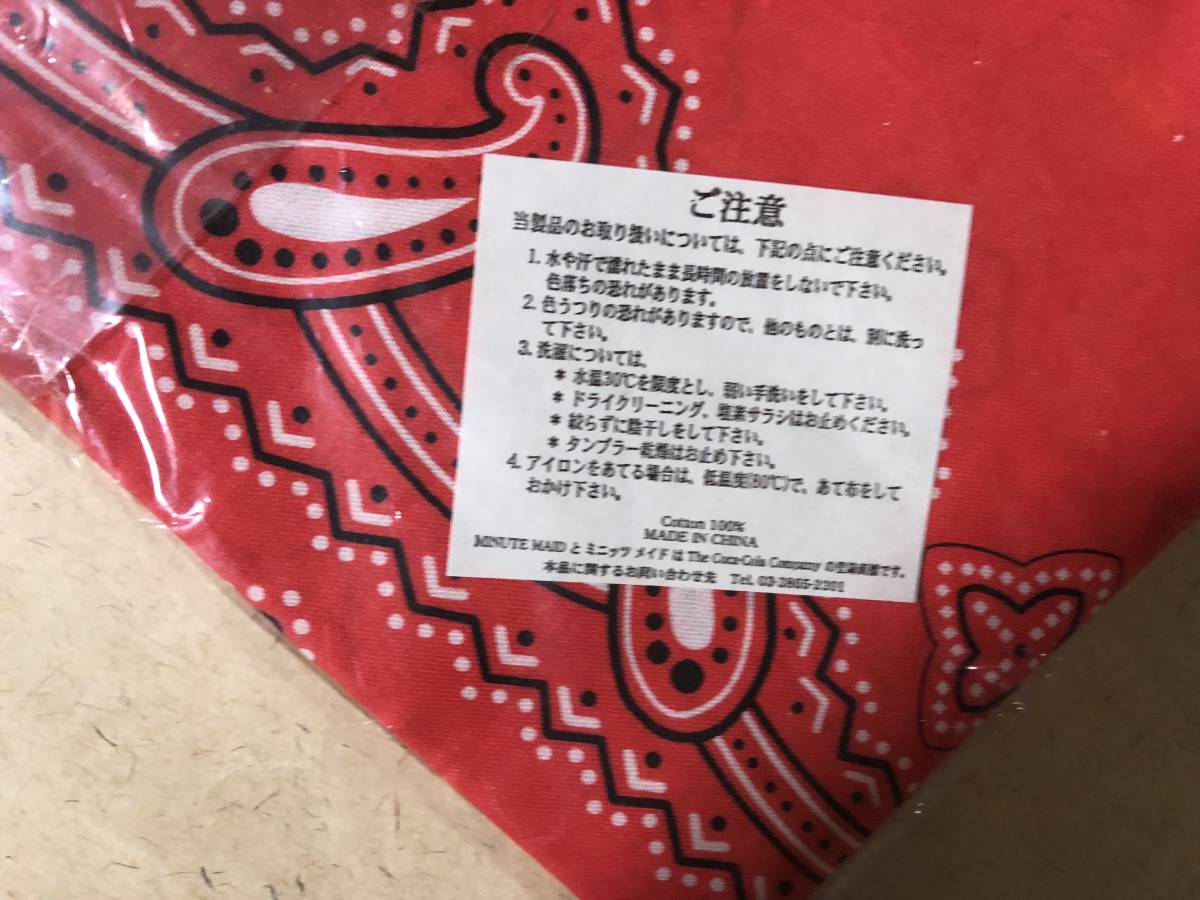 ご注意
当製品のお取り扱いについては、下記の点にご注意ください。
1. 水や汗で濡れたまま長時間の放置をしないで下さい。
色落ちの恐れがあります。
2. 色うつりの恐れがありますので、他のものとは、別に洗っ
て下さい。
3. 洗濯については、
* 水温30℃を限度とし、弱い手洗いをして下さい。
* ドライクリーニング、塩素サラシはお止めください。
* 絞らずに陰干しをして下さい。
* タンブラー乾燥はお止め下さい。
4. アイロンをあてる場合は、低温度(80℃)で、あて布をして
おかけ下さい。
Cotton 100%
MADE IN CHINA
MINUTE MAID と ミニッツ メイド は The Coca-Cola Company の登録商標です。
本品に関するお問い合わせ先 Tel. 03-2865-2201